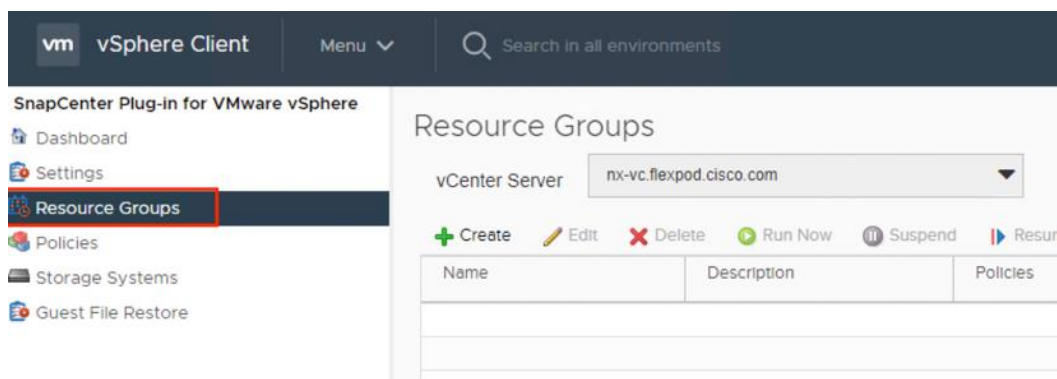 vm vSphere Client Menu Search in all environments
SnapCenter Plug-in for VMware vSphere
Dashboard
Settings
Resource Groups
Policies
Storage Systems
Guest File Restore
Resource Groups
vCenter Server nx-vc.flexpod.cisco.com
Create Edit Delete Run Now Suspend Resum
Name Description Policies